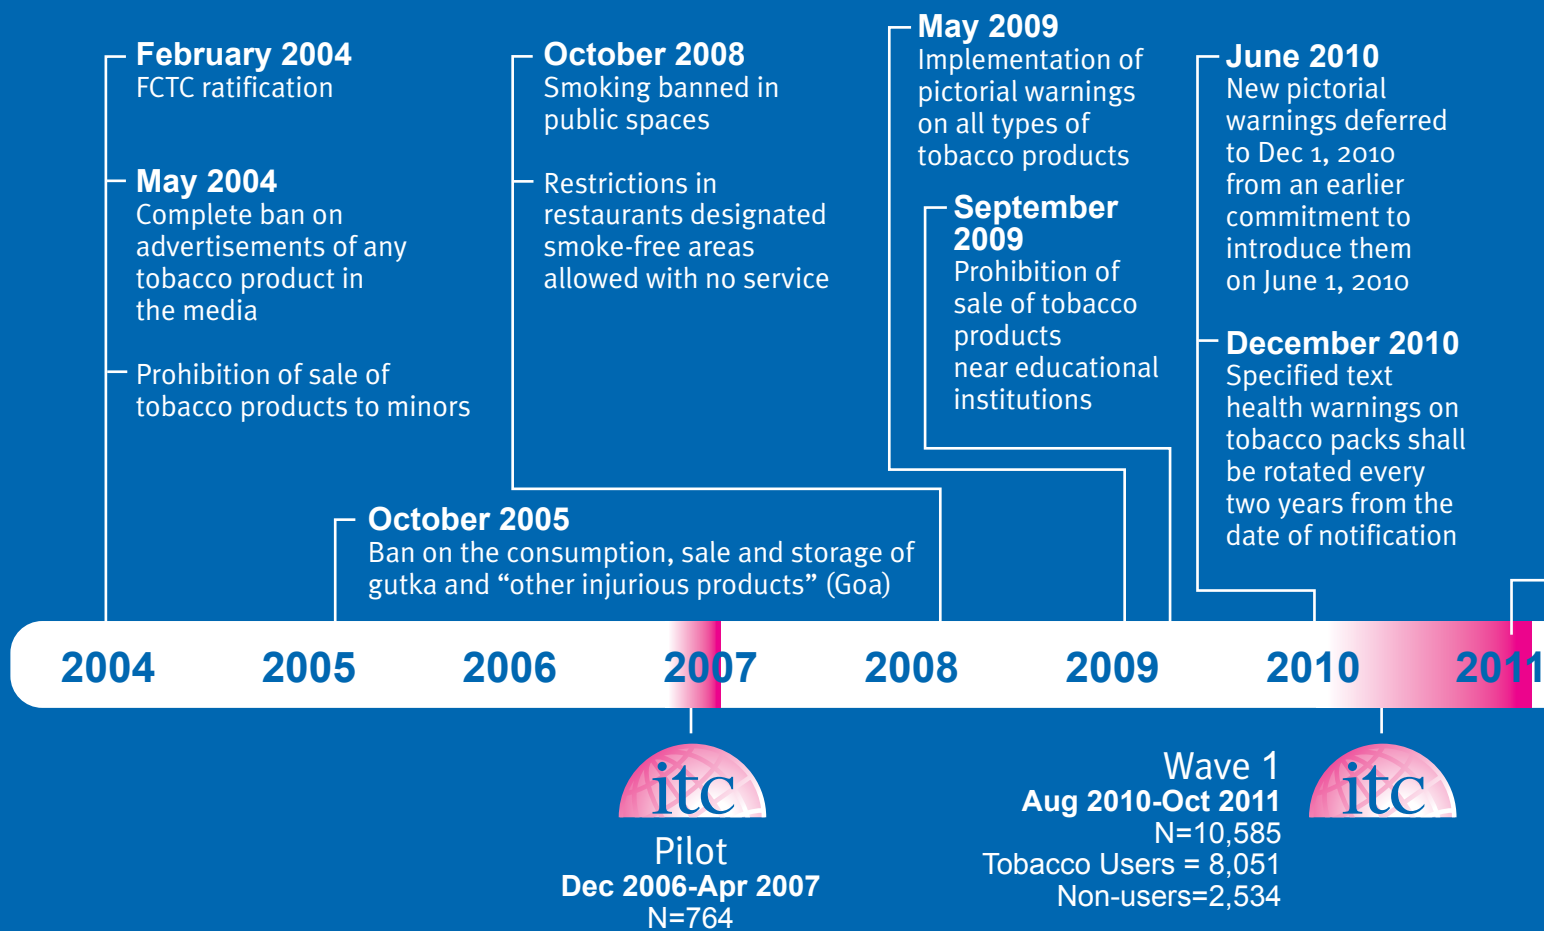 February 2004
FCTC ratification
May 2004
Complete ban on
advertisements of any
tobacco product in
the media
Prohibition of sale of
tobacco products to minors
October 2005
Ban on the consumption, sale and storage of
gutka and “other injurious products” (Goa)
October 2008
Smoking banned in
public spaces
Restrictions in
restaurants designated
smoke-free areas
allowed with no service
May 2009
Implementation of
pictorial warnings
on all types of
tobacco products
September
2009
Prohibition of
sale of tobacco
products
near educational
institutions
June 2010
New pictorial
warnings deferred
to Dec 1, 2010
from an earlier
commitment to
introduce them
on June 1, 2010
December 2010
Specified text
health warnings on
tobacco packs shall
be rotated every
two years from the
date of notification
2004 2005 2006 2007 2008 2009 2010 2011
itc
Pilot
Dec 2006-Apr 2007
N=764
Wave 1
Aug 2010-Oct 2011
N=10,585
Tobacco Users = 8,051
Non-users=2,534
itc